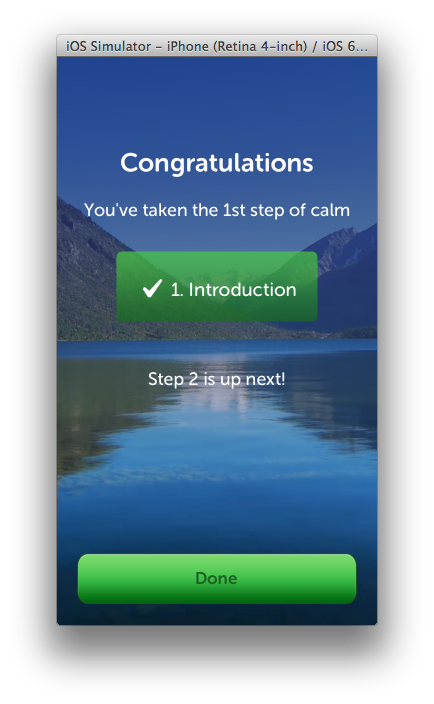 iOS Simulator – iPhone (Retina 4-inch) / iOS 6...
Congratulations
You've taken the 1st step of calm
✔ 1. Introduction
Step 2 is up next!
Done